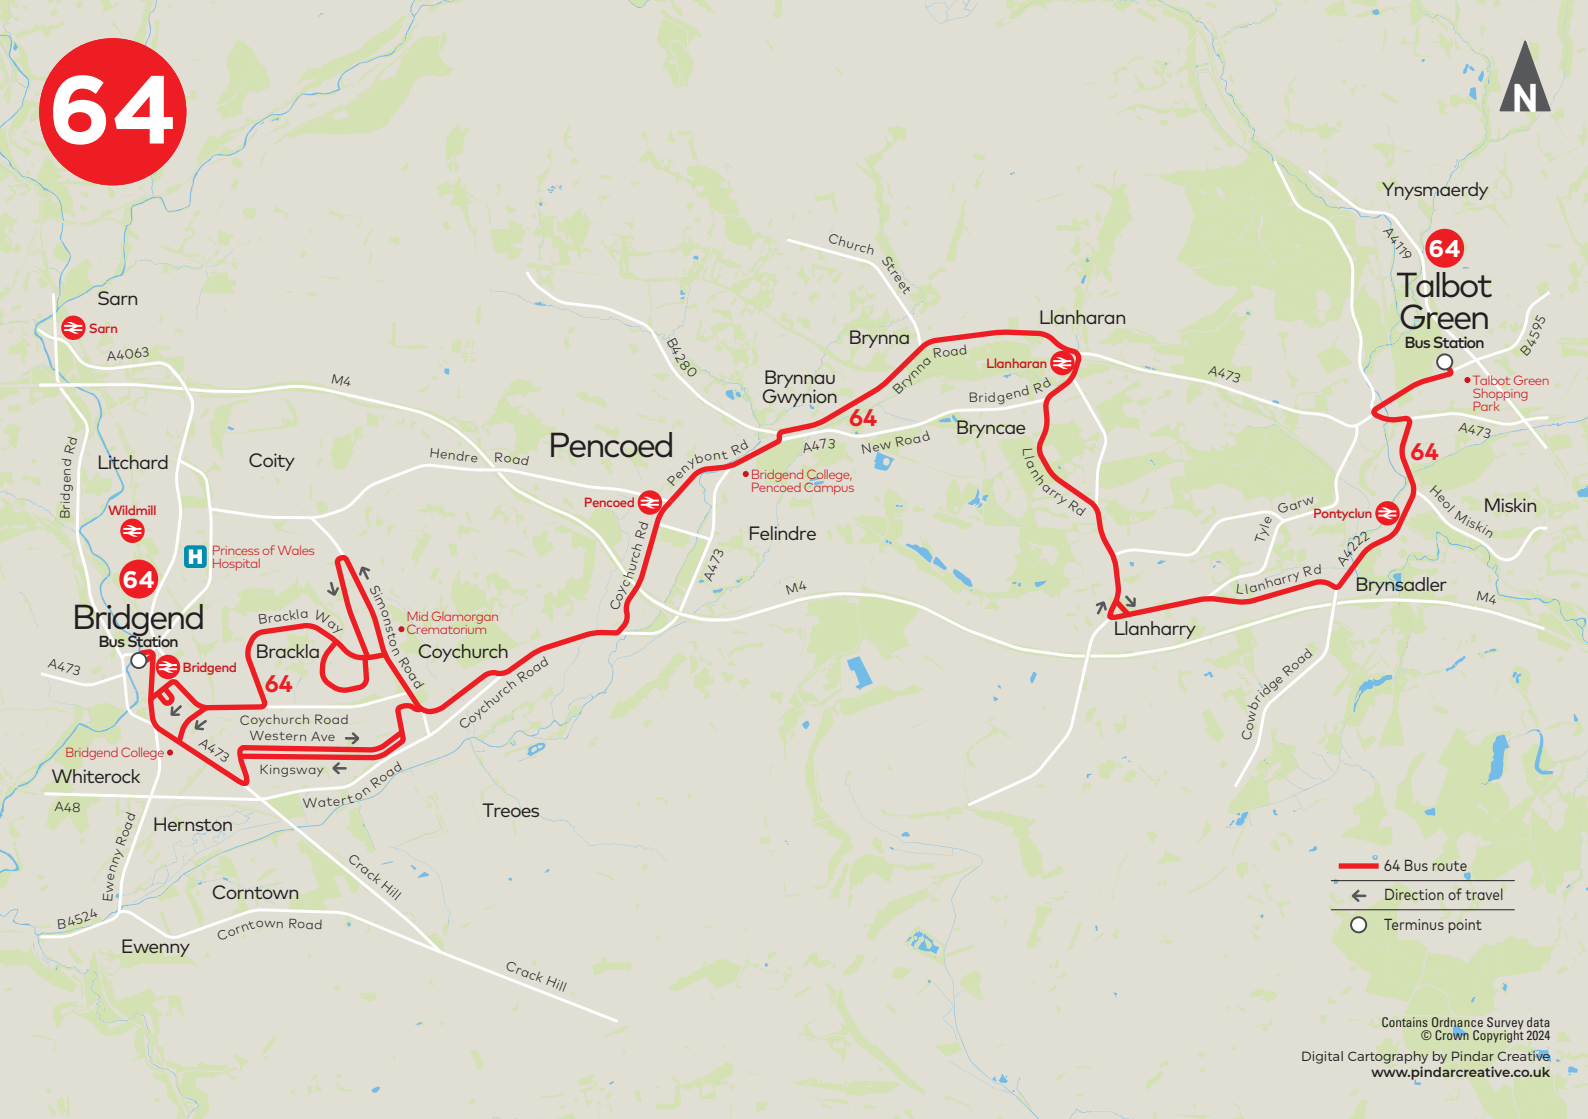 64
N
Ynysmaerdy
A4119
64
Talbot
Green
Bus Station
B4595
Talbot Green
Shopping
Park
Church
Street
Sarn
Sarn
A4063
M4
B4280
Llanharan
Llanharan
Brynna
Brynna Road
A473
Brynnau
Gwynion
64
Bridgend Rd
Bryncae
A473
New Road
A473
64
Pencoed
Penybont Rd
Hendre Road
Bridgend College,
Pencoed Campus
Pencoed
Bridgend Rd
Litchard
Coity
Wildmill
Llanharry Rd
Tyle Garw
Pontyclun
Heol Miskin
Miskin
Felindre
A473
Coychurch Rd
M4
A4222
Llanharry Rd
Brynsadler
M4
Llanharry
H
Princess of Wales
Hospital
64
Bridgend
Bus Station
Bridgend
A473
Brackla Way
Brackla
64
Simonston Road
Mid Glamorgan
Crematorium
Coychurch
Coychurch Road
Coychurch Road
Western Ave
Kingsway
A473
Bridgend College
Whiterock
A48
Waterton Road
Cowbridge Road
Hernston
Treoes
Ewenny Road
Crack Hill
Corntown
B4524
Corntown Road
Ewenny
Crack Hill
64 Bus route
Direction of travel
Terminus point
Contains Ordnance Survey data
© Crown Copyright 2024
Digital Cartography by Pindar Creative
www.pindarcreative.co.uk